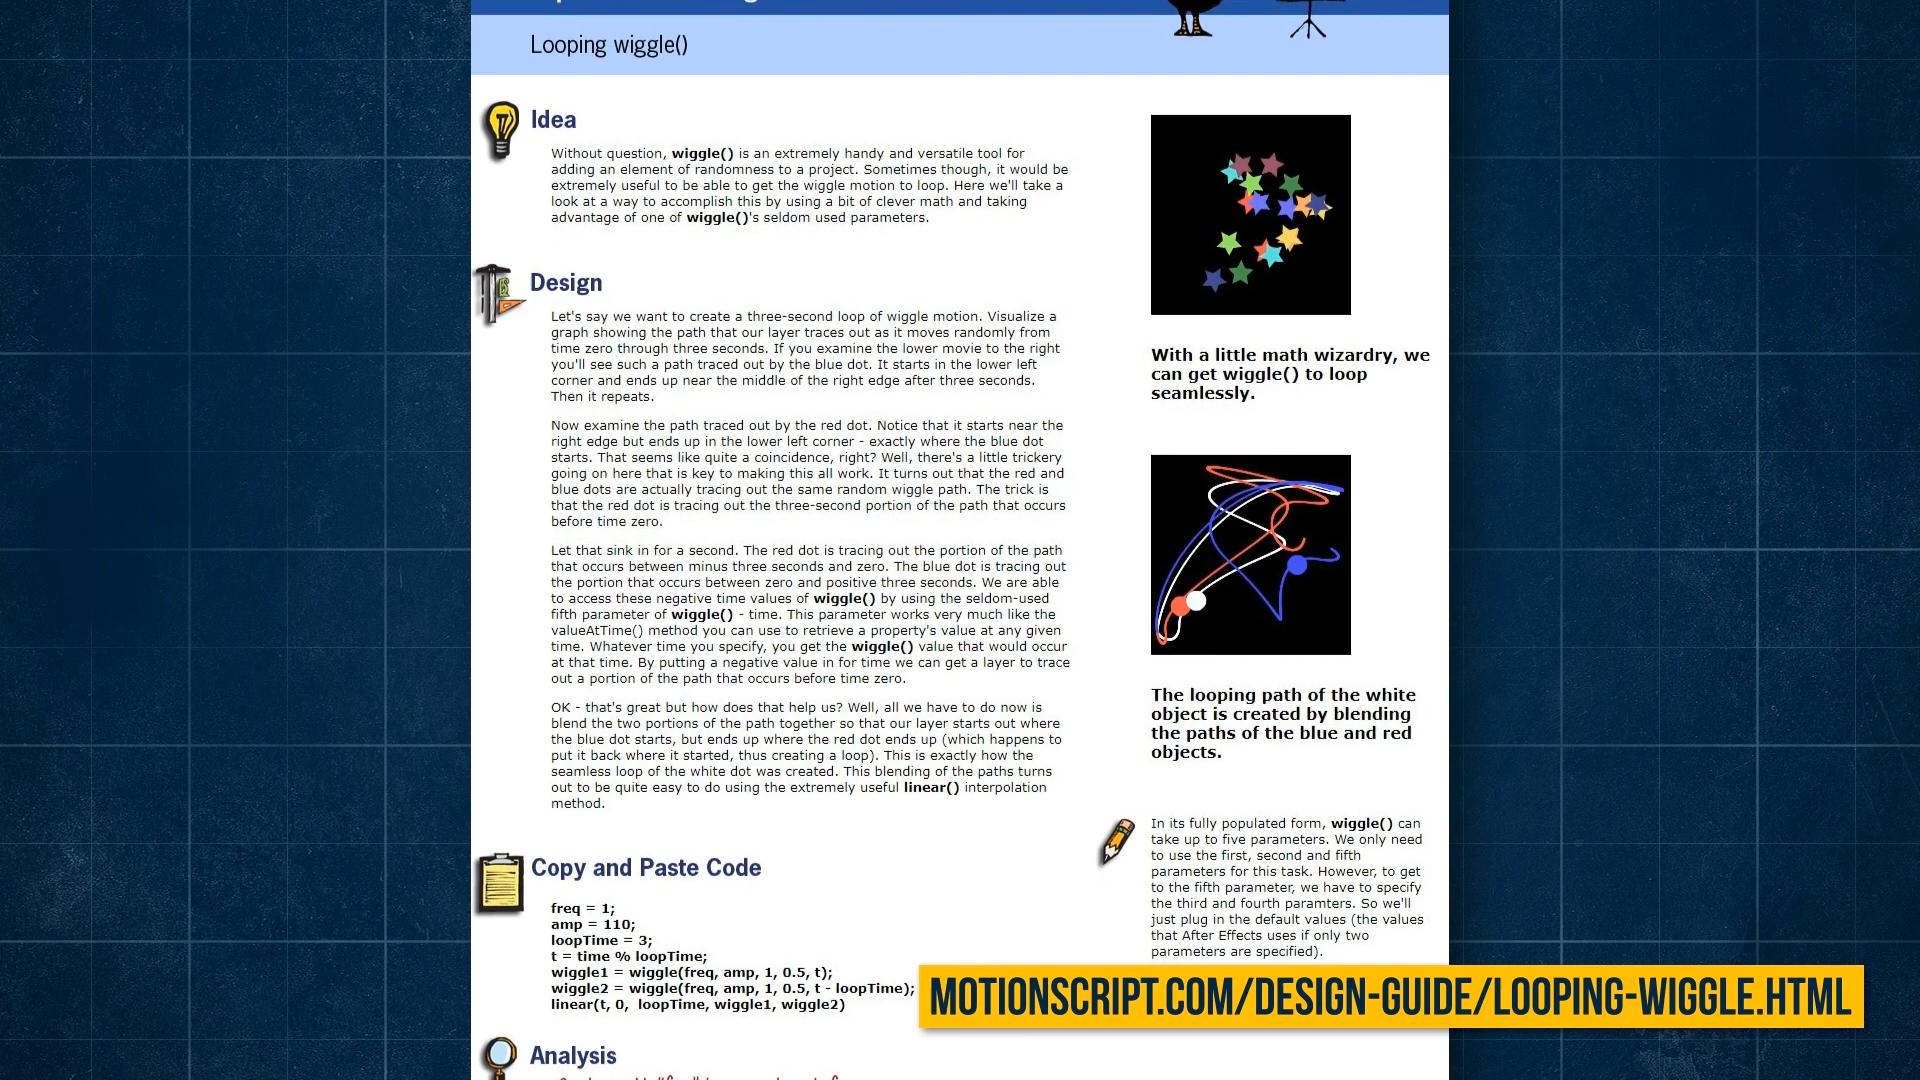 Looping wiggle()
Idea
Without question, wiggle() is an extremely handy and versatile tool for
adding an element of randomness to a project. Sometimes though, it would be
extremely useful to be able to get the wiggle motion to loop. Here we'll take a
look at a way to accomplish this by using a bit of clever math and taking
advantage of one of wiggle()'s seldom used parameters.
Design
Let's say we want to create a three-second loop of wiggle motion. Visualize a
graph showing the path that our layer traces out as it moves randomly from
time zero through three seconds. If you examine the lower movie to the right
you'll see such a path traced out by the blue dot. It starts in the lower left
corner and ends up near the middle of the right edge after three seconds.
Then it repeats.
Now examine the path traced out by the red dot. Notice that it starts near the
right edge but ends up in the lower left corner - exactly where the blue dot
starts. That seems like quite a coincidence, right? Well, there's a little trickery
going on here that is key to making this all work. It turns out that the red and
blue dots are actually tracing out the same random wiggle path. The trick is
that the red dot is tracing out the three-second portion of the path that occurs
before time zero.
Let that sink in for a second. The red dot is tracing out the portion of the path
that occurs between minus three seconds and zero. The blue dot is tracing out
the portion that occurs between zero and positive three seconds. We are able
to access these negative time values of wiggle() by using the seldom-used
fifth parameter of wiggle() - time. This parameter works very much like the
valueAtTime() method you can use to retrieve a property's value at any given
time. Whatever time you specify, you get the wiggle() value that would occur
at that time. By putting a negative value in for time we can get a layer to trace
out a portion of the path that occurs before time zero.
OK - that's great but how does that help us? Well, all we have to do now is
blend the two portions of the path together so that our layer starts out where
the blue dot starts, but ends up where the red dot ends up (which happens to
put it back where it started, thus creating a loop). This is exactly how the
seamless loop of the white dot was created. This blending of the paths turns
out to be quite easy to do using the extremely useful linear() interpolation
method.
Copy and Paste Code
freq = 1;
amp = 110;
loopTime = 3;
t = time % loopTime;
wiggle1 = wiggle(freq, amp, 1, 0.5, t);
wiggle2 = wiggle(freq, amp, 1, 0.5, t - loopTime);
linear(t, 0, loopTime, wiggle1, wiggle2)
Analysis
With a little math wizardry, we
can get wiggle() to loop
seamlessly.
The looping path of the white
object is created by blending
the paths of the blue and red
objects.
In its fully populated form, wiggle() can
take up to five parameters. We only need
to use the first, second and fifth
parameters for this task. However, to get
to the fifth parameter, we have to specify
the third and fourth paramters. So we'll
just plug in the default values (the values
that After Effects uses if only two
parameters are specified).
MOTIONSCRIPT.COM/DESIGN-GUIDE/LOOPING-WIGGLE.HTML